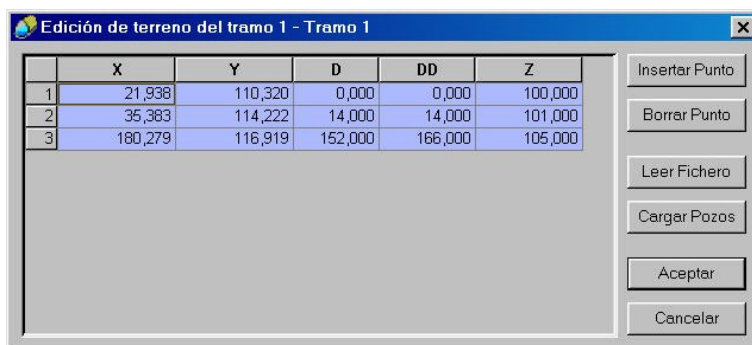 Edición de terreno del tramo 1 - Tramo 1
X Y D DD Z
1 21,938 110,320 0,000 0,000 100,000
2 35,383 114,222 14,000 14,000 101,000
3 180,279 116,919 152,000 166,000 105,000
Insertar Punto
Borrar Punto
Leer Fichero
Cargar Pozos
Aceptar
Cancelar